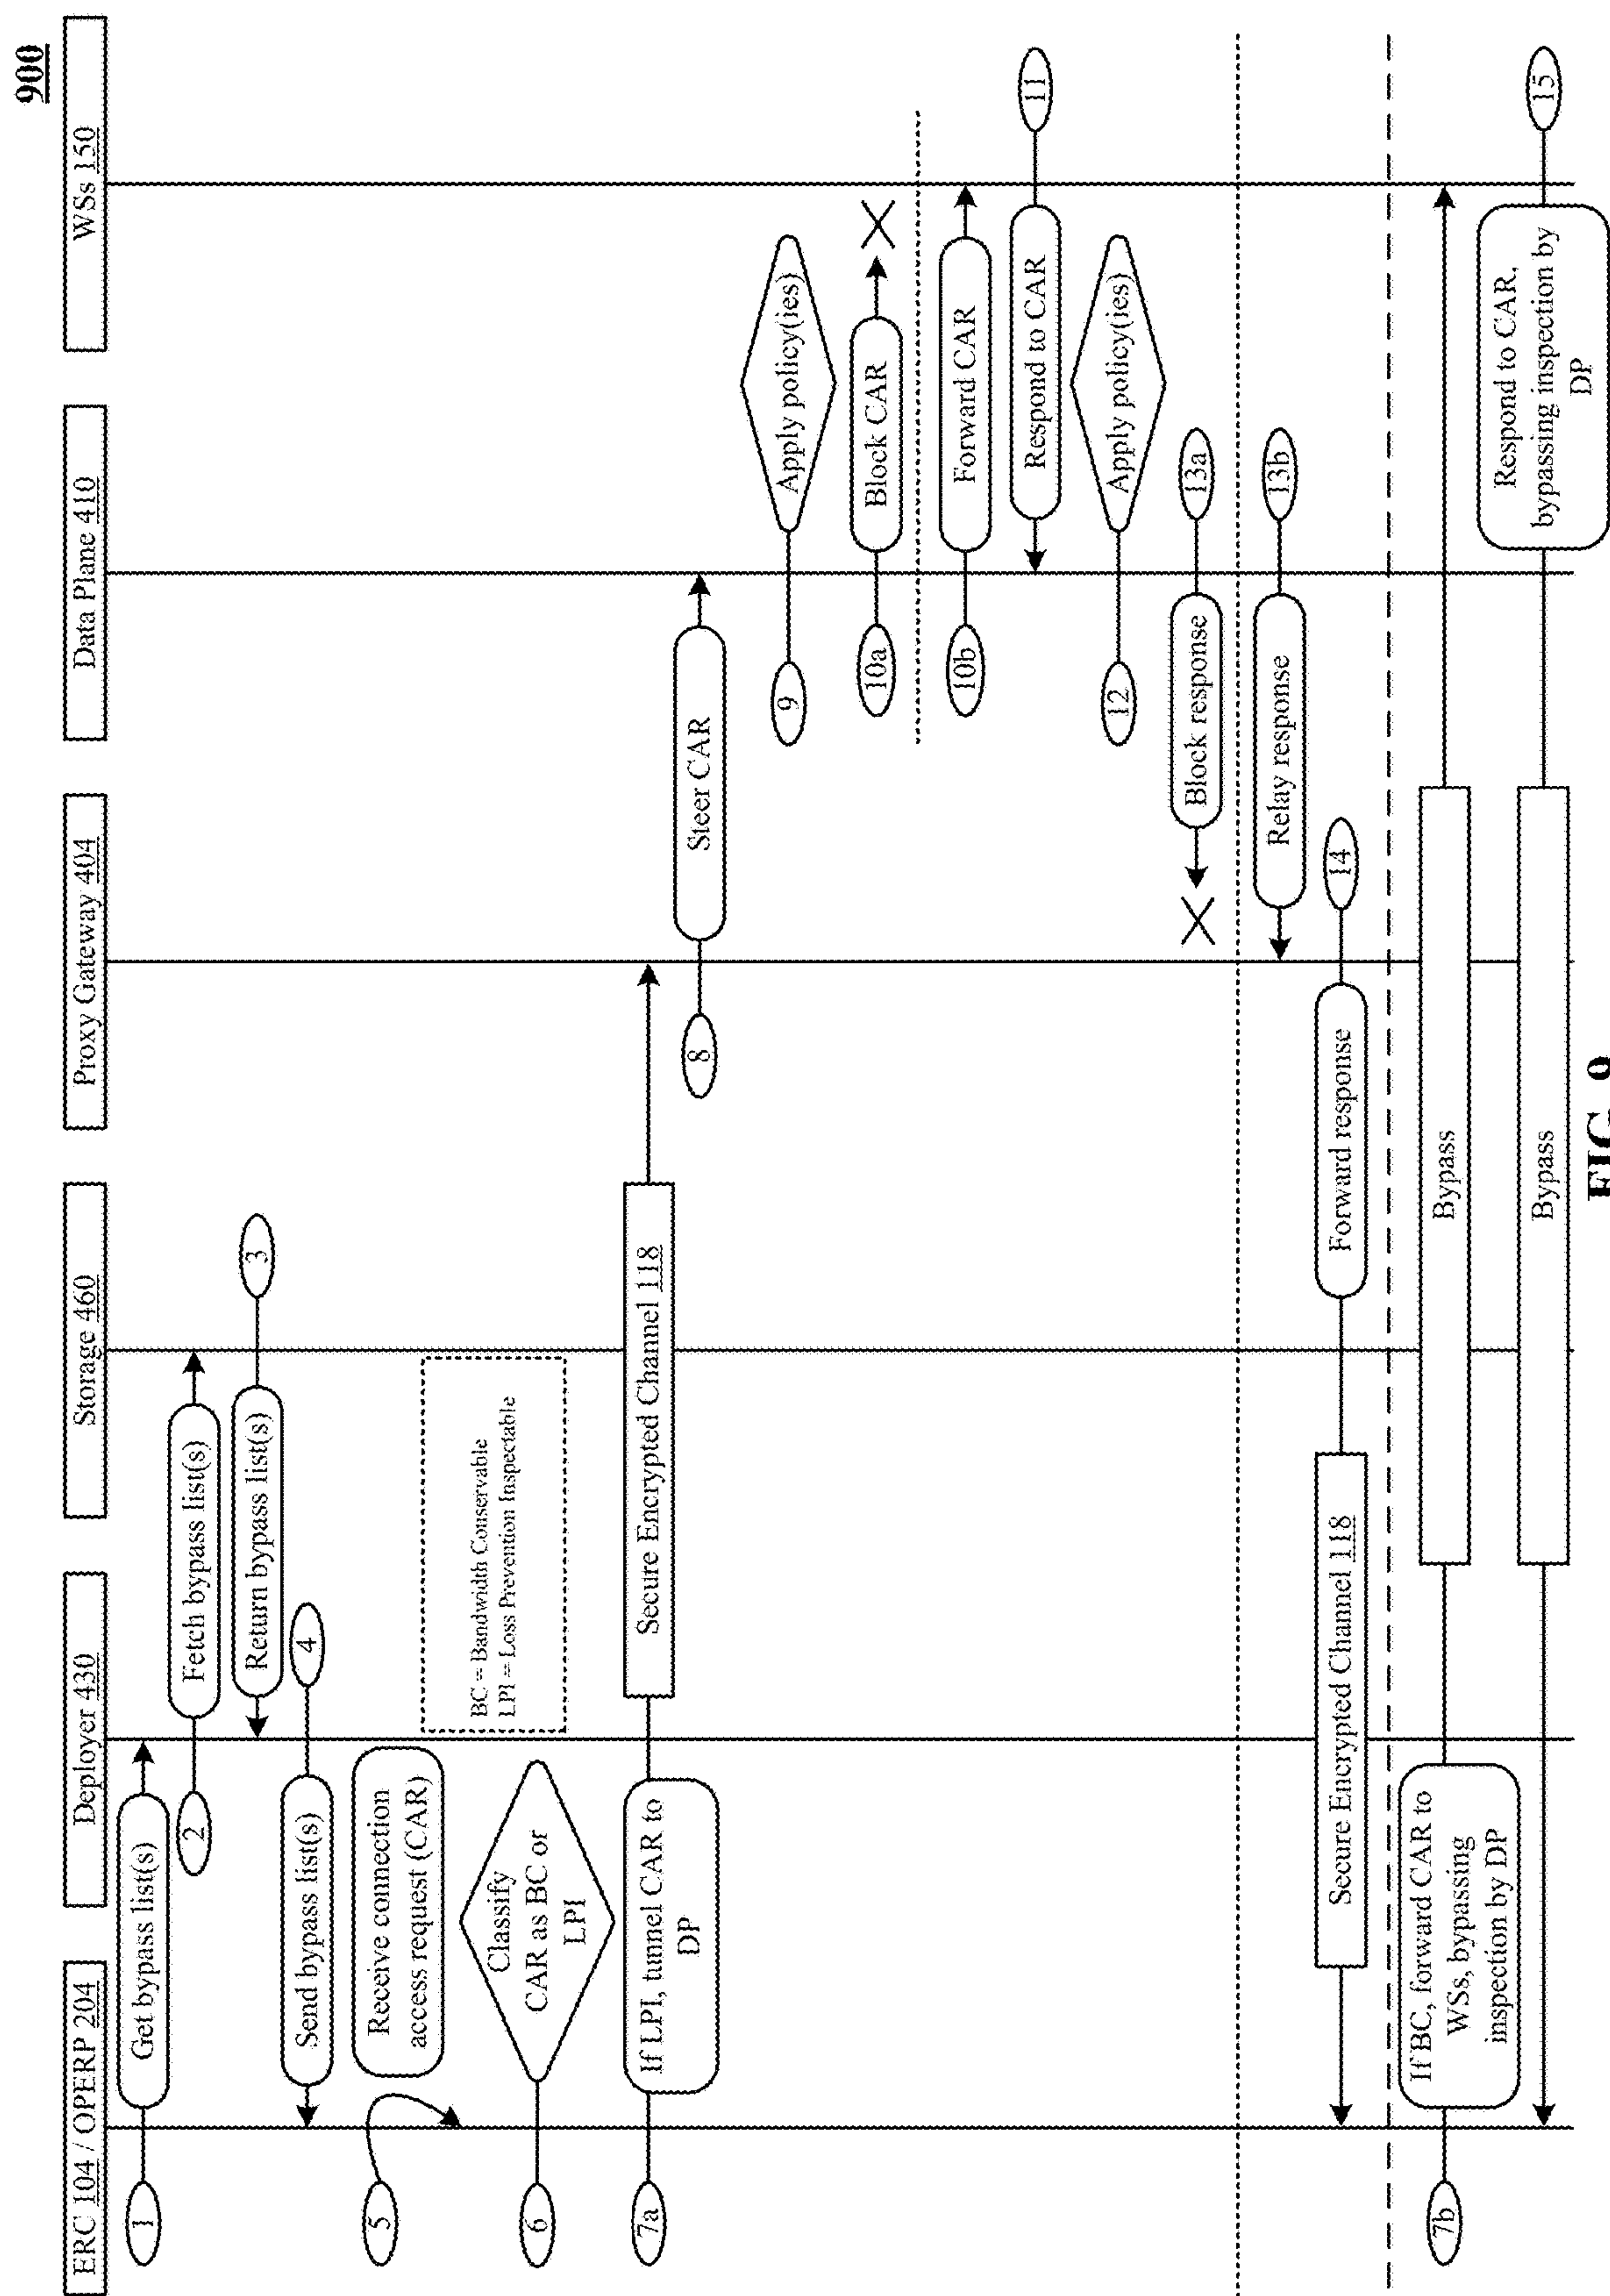 900
ERC 104 / OPERP 204
Deployer 430
Storage 460
Proxy Gateway 404
Data Plane 410
WSs 150
1
Get bypass list(s)
2
Fetch bypass list(s)
Return bypass list(s)
3
Send bypass list(s)
4
5
Receive connection
access request (CAR)
BC = Bandwidth Conservable
LPI = Loss Prevention Inspectable
6
Classify
CAR as BC or
LPI
7a
If LPI, tunnel CAR to
DP
Secure Encrypted Channel 118
8
Steer CAR
9
Apply policy(ies)
10a
Block CAR
10b
Forward CAR
Respond to CAR
11
12
Apply policy(ies)
Block response
13a
Relay response
13b
Secure Encrypted Channel 118
Forward response
14
7b
If BC, forward CAR to
WSs, bypassing
inspection by DP
Bypass
Bypass
Respond to CAR,
bypassing inspection by
DP
15
FIG. 9